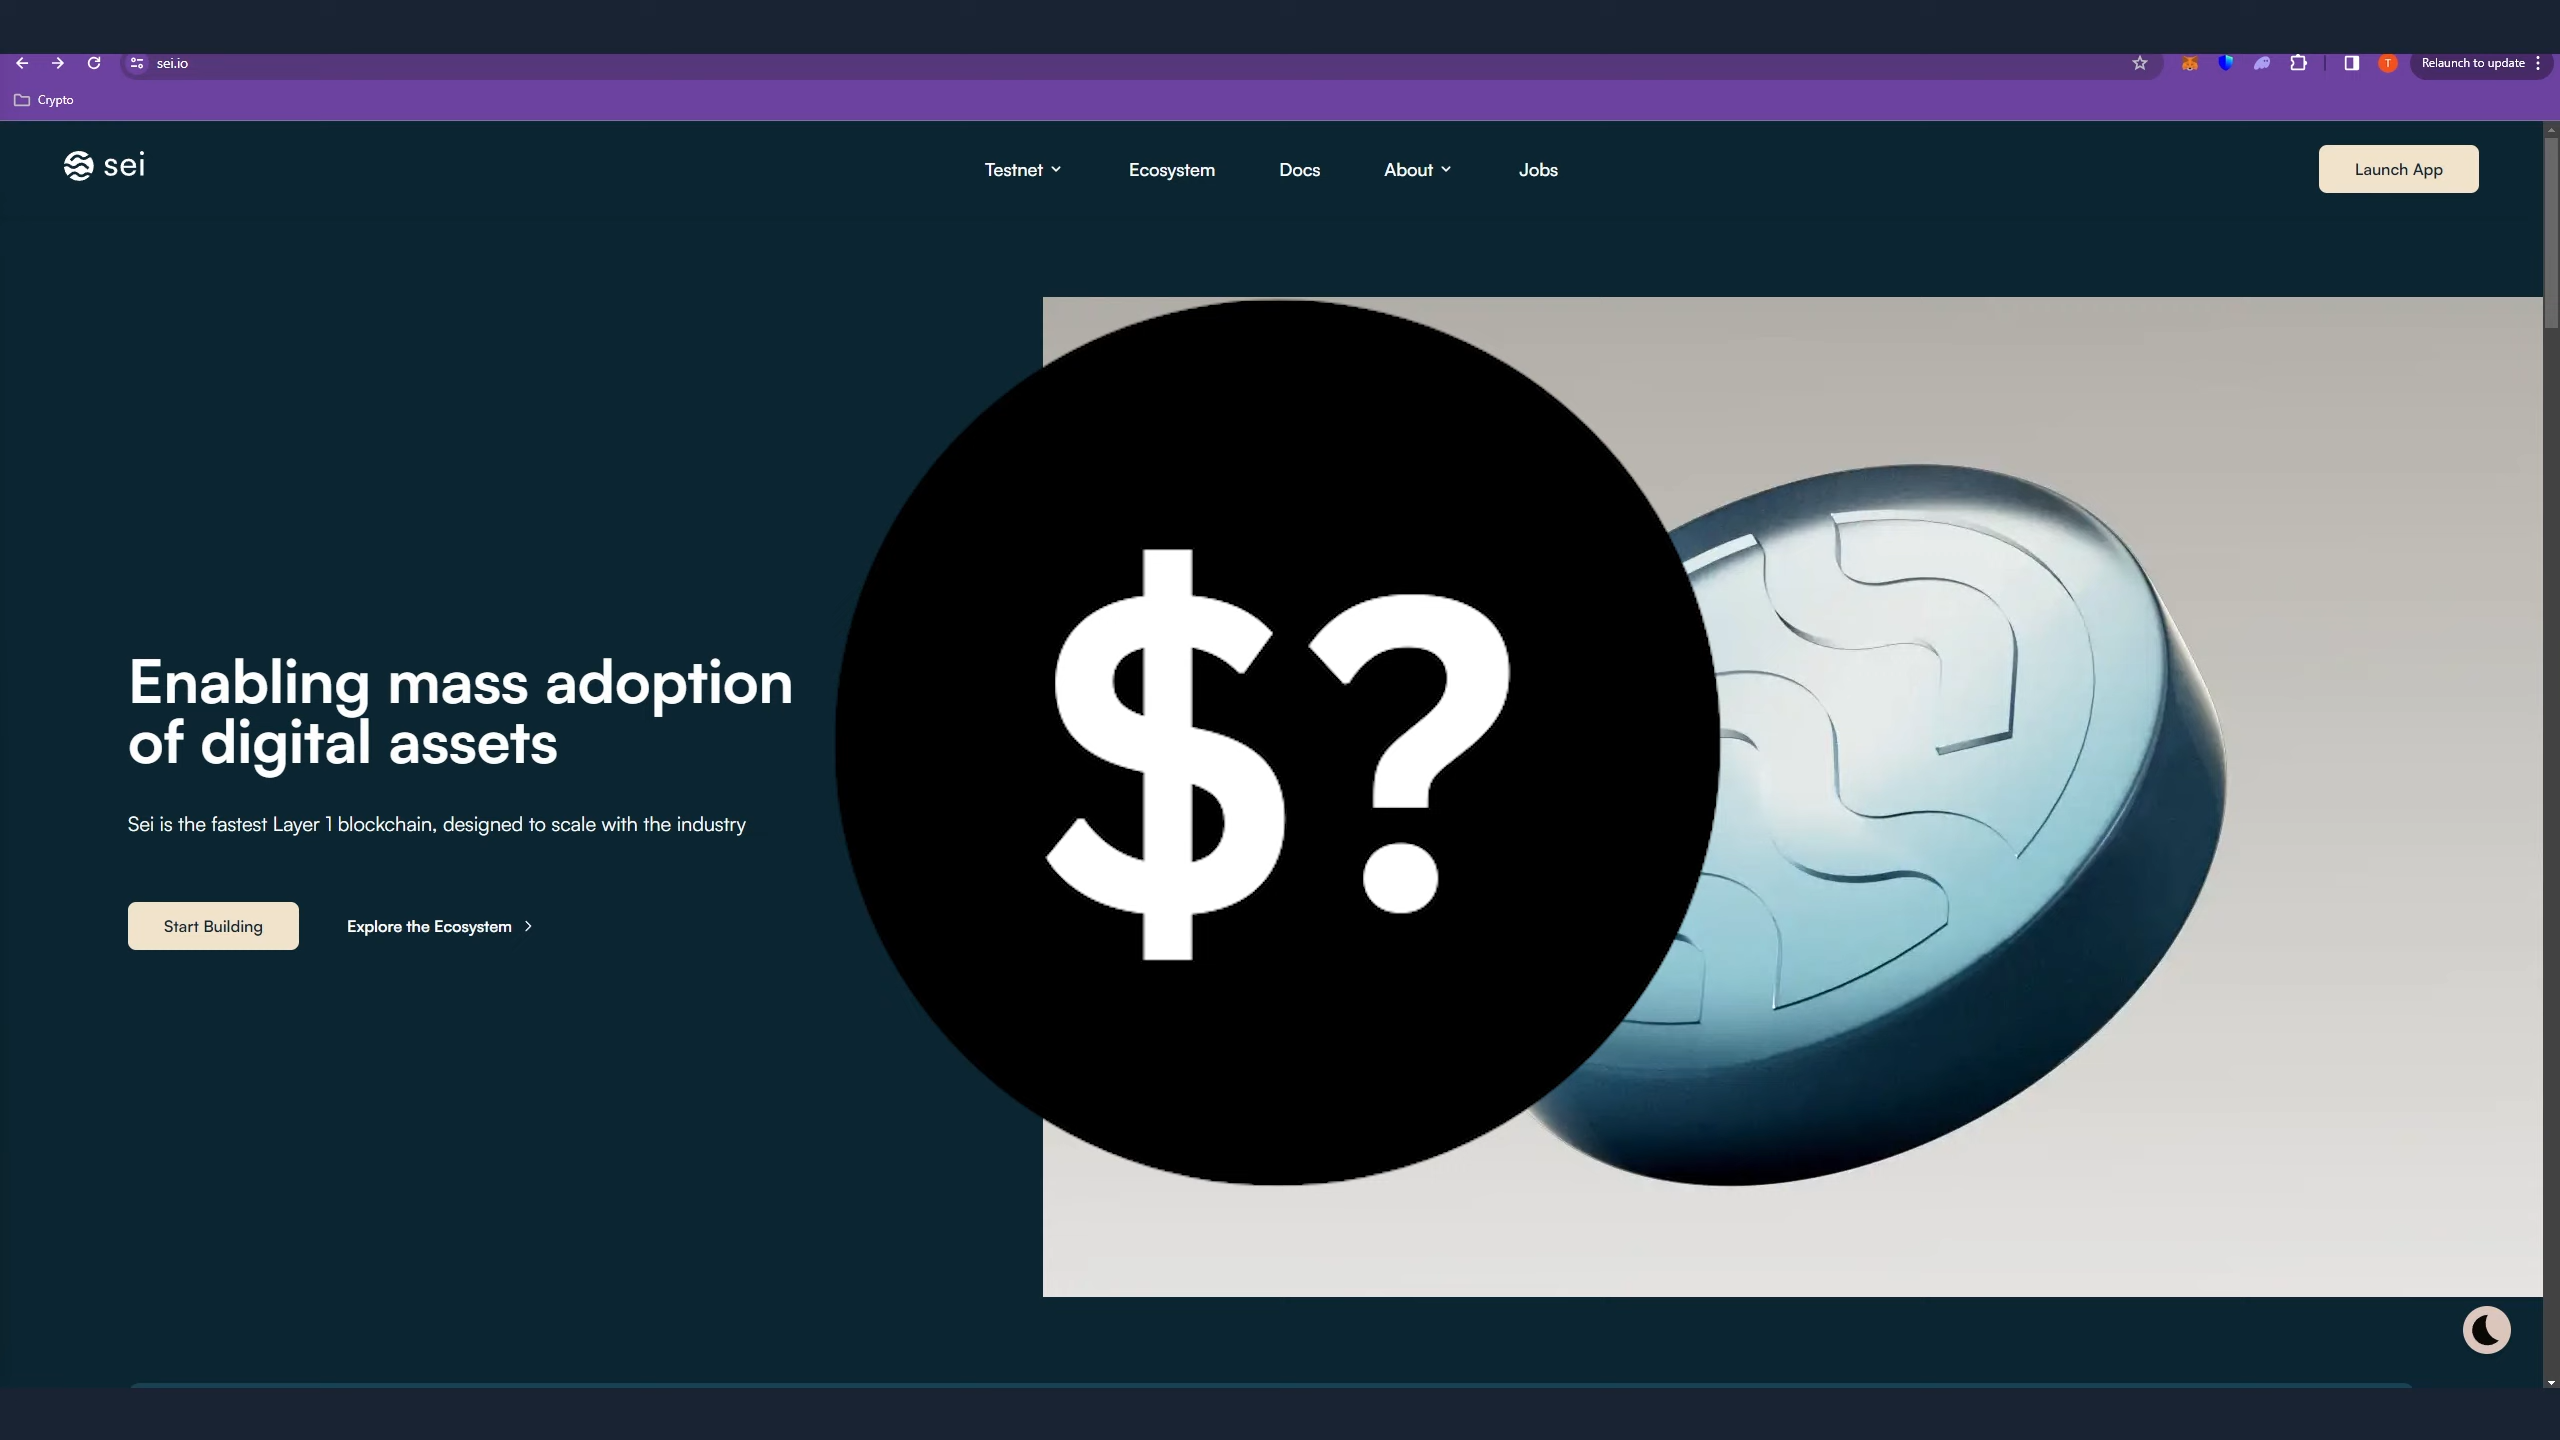 sei.io
T
Relaunch to update
Crypto
sei
Testnet
Ecosystem
Docs
About
Jobs
Launch App
$?
Enabling mass adoption
of digital assets
Sei is the fastest Layer 1 blockchain, designed to scale with the industry
Start Building
Explore the Ecosystem